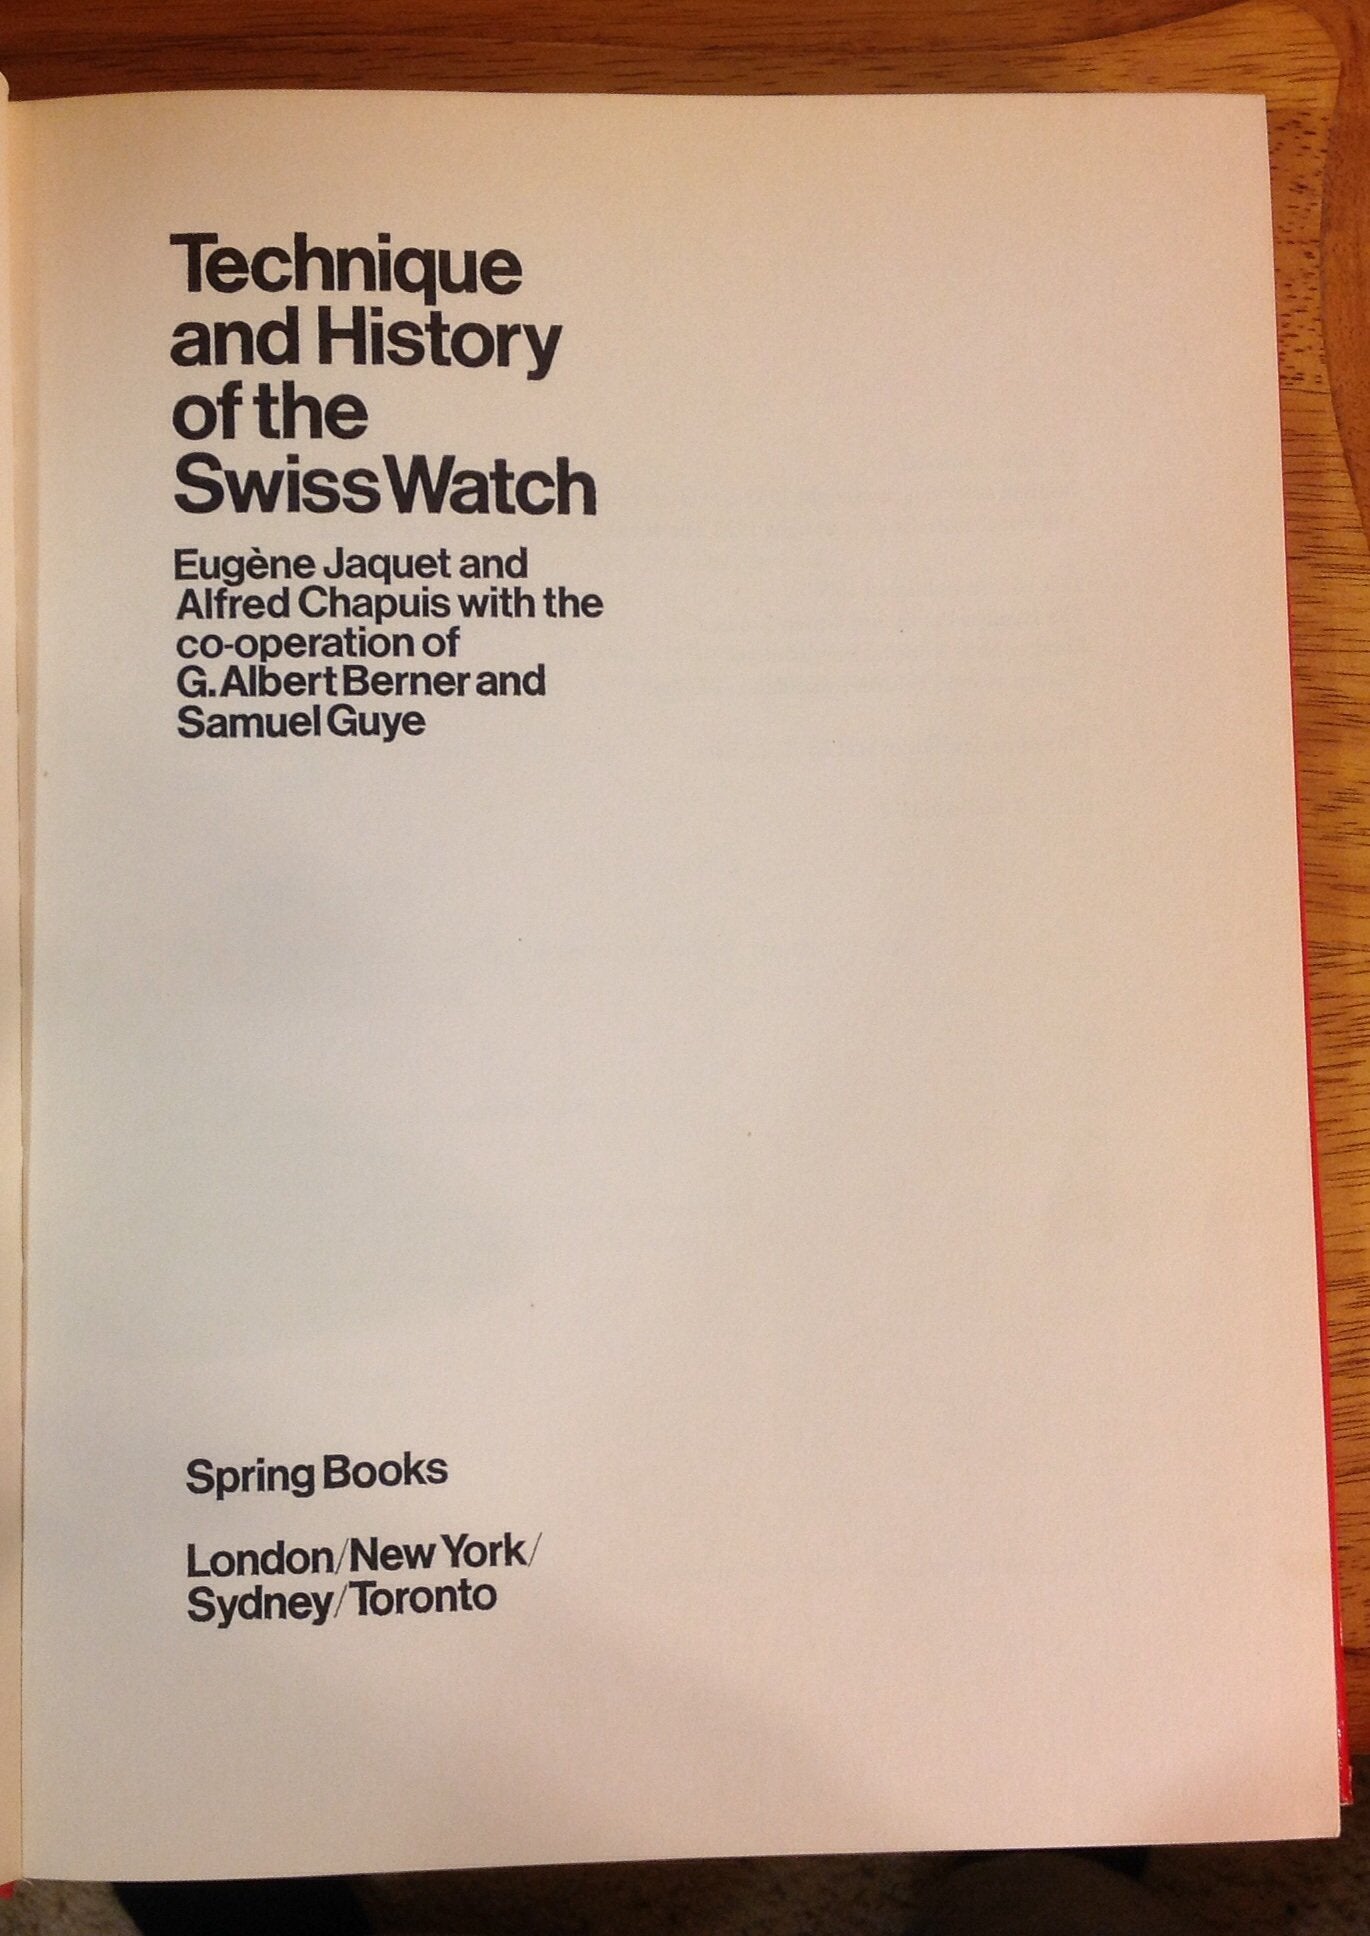 Technique
and History
of the
Swiss Watch
Eugène Jaquet and
Alfred Chapuis with the
co-operation of
G. Albert Berner and
Samuel Guye
Spring Books
London/New York/
Sydney/Toronto